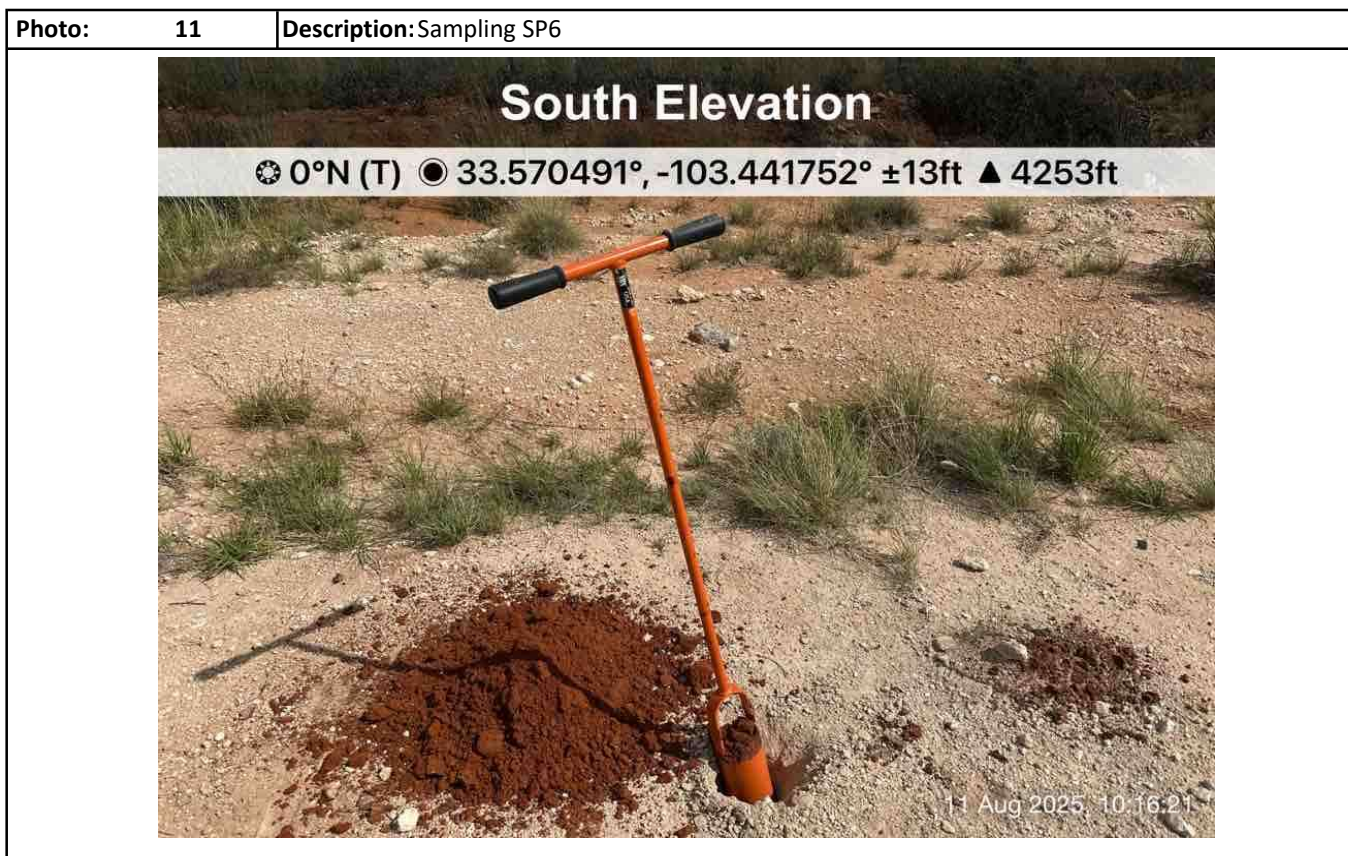 Photo: 11 Description: Sampling SP6
South Elevation
0°N (T) 33.570491°, -103.441752° ±13ft ▲ 4253ft
11 Aug 2025, 10:16:21